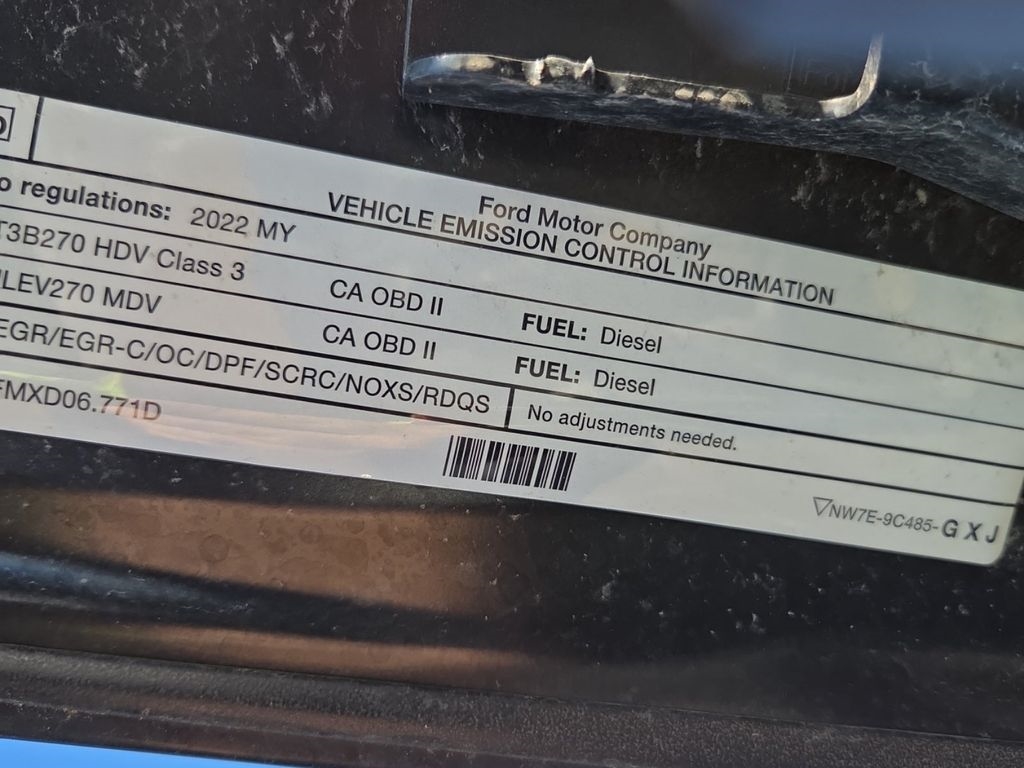 Ford Motor Company
VEHICLE EMISSION CONTROL INFORMATION
o regulations: 2022 MY
T3B270 HDV Class 3 CA OBD II FUEL: Diesel
LEV270 MDV CA OBD II FUEL: Diesel
EGR/EGR-C/OC/DPF/SCRC/NOXS/RDQS No adjustments needed.
FMXD06.771D
NW7E-9C485-GXJ